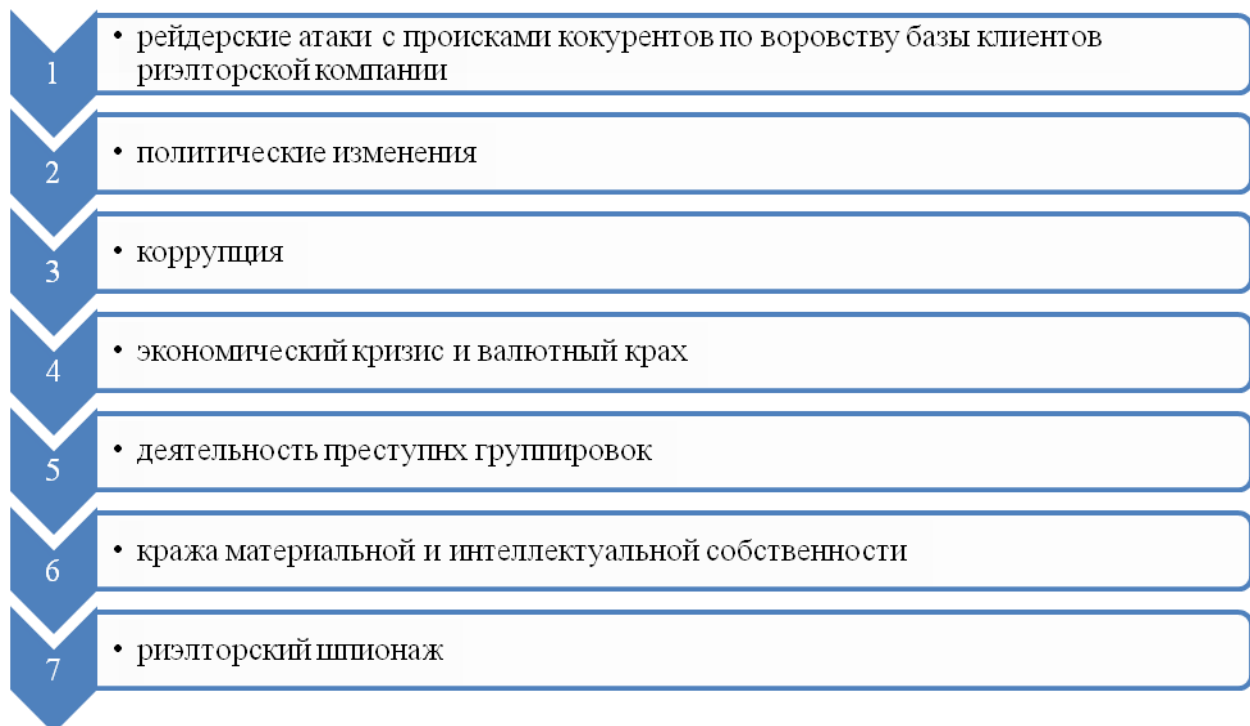 1
• рейдерские атаки с происками кокурентов по воровству базы клиентов
риэлторской компании
2
• политические изменения
3
• коррупция
4
• экономический кризис и валютный крах
5
• деятельность преступнх группировок
6
• кража материальной и интеллектуальной собственности
7
• риэлторский шпионаж